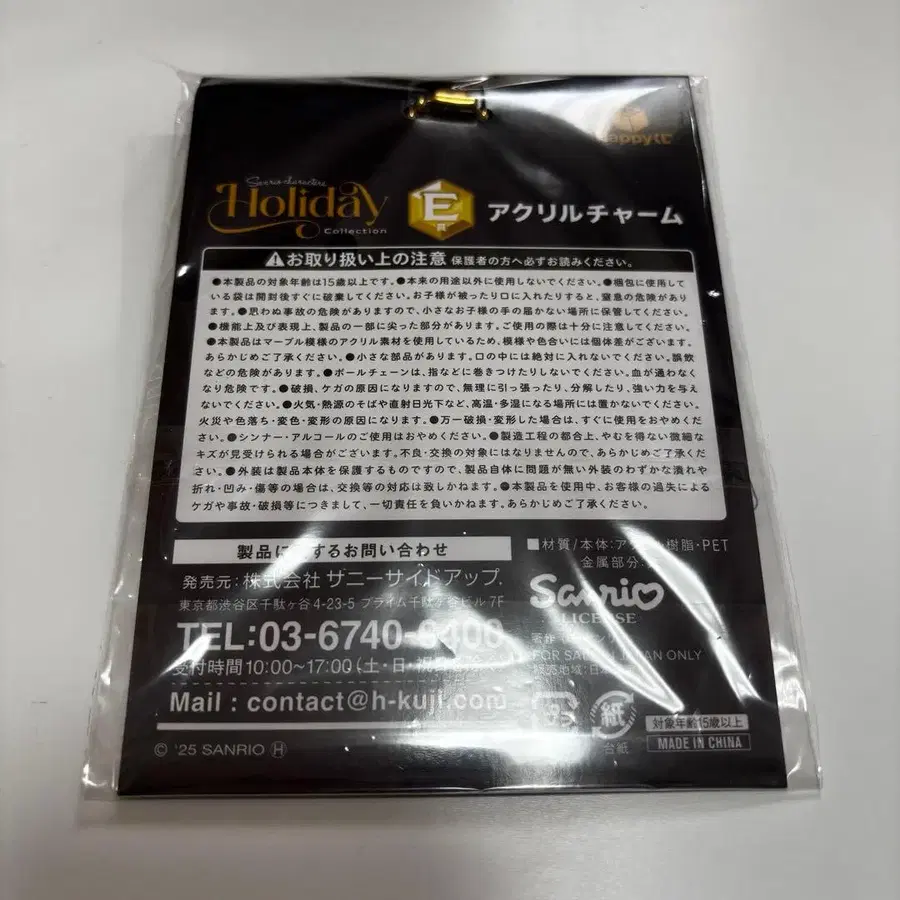 appyくじ
Sanrio characters
Holiday
Collection
E
賞
アクリルチャーム
お取り扱い上の注意 保護者の方へ必ずお読みください。
●本製品の対象年齢は15歳以上です。●本来の用途以外に使用しないでください。●梱包に使用して
いる袋は開封後すぐに破棄してください。お子様が被ったり口に入れたりすると、窒息の危険があり
ます。●思わぬ事故の危険がありますので、小さなお子様の手の届かない場所に保管してください。
●機能上及び表現上、製品の一部に尖った部分があります。ご使用の際は十分に注意してください。
●本製品はマーブル模様のアクリル素材を使用しているため、模様や色合いには個体差がございます。
あらかじめご了承ください。●小さな部品があります。口の中には絶対に入れないでください。誤飲
などの危険があります。●ボールチェーンは、指などに巻きつけたりしないでください。血が通わなく
なり危険です。●破損、ケガの原因になりますので、無理に引っ張ったり、分解したり、強い力を与え
ないでください。●火気・熱源のそばや直射日光下など、高温・多湿になる場所には置かないでください。
火災や色落ち・変色・変形の原因になります。●万一破損・変形した場合は、すぐに使用をおやめくださ
い。●シンナー・アルコールのご使用はおやめください。●製造工程の都合上、やむを得ない微細な
キズが見受けられる場合がございます。不良・交換の対象にはなりませんので、あらかじめご了承くださ
い。●外装は製品本体を保護するものですので、製品自体に問題が無い外装のわずかな潰れや
折れ・凹み・傷等の場合は、交換等の対応は致しかねます。●本製品を使用中、お客様の過失による
ケガや事故・破損等につきまして、一切責任を負いかねます。あらかじめご了承ください。
製品に するお問い合わせ
発売元：株式会社 サニーサイドアップ
東京都渋谷区千駄ヶ谷 4-23-5 プライム千駄ヶ谷ビル 7F
TEL:03-6740-
受付時間 10:00〜17:00（土・日・祝
Mail : contact@h-kuji.com
© '25 SANRIO Ⓗ
■材質/本体：ア 樹脂・PET
金属部分：
Sanrio
LICENSE
FOR SALE IN JAPAN ONLY
販売地域：日
紙
台紙
対象年齢15歳以上
MADE IN CHINA